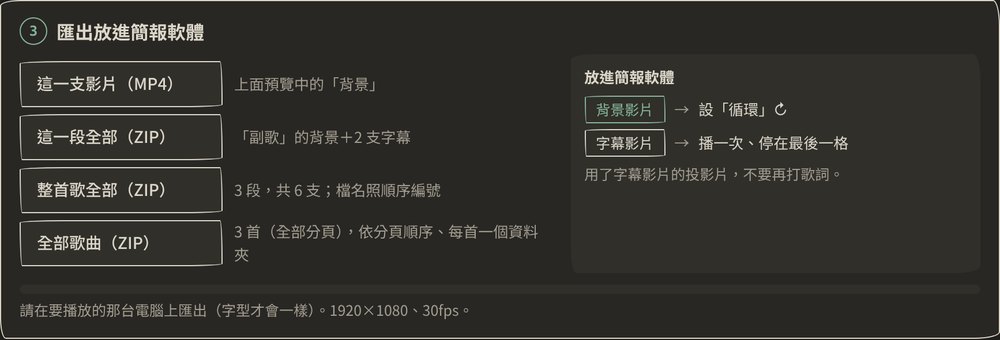 3 匯出放進簡報軟體
這一支影片（MP4） 上面預覽中的「背景」
這一段全部（ZIP） 「副歌」的背景＋2 支字幕
整首歌全部（ZIP） 3 段，共 6 支；檔名照順序編號
全部歌曲（ZIP） 3 首（全部分頁），依分頁順序、每首一個資料
夾
放進簡報軟體
背景影片 → 設「循環」↻
字幕影片 → 播一次、停在最後一格
用了字幕影片的投影片，不要再打歌詞。
請在要播放的那台電腦上匯出（字型才會一樣）。1920×1080、30fps。